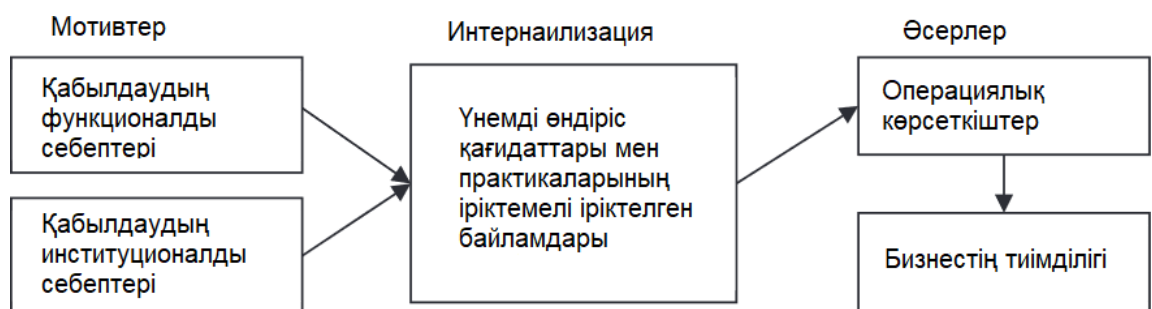 Мотивтер
Қабылдаудың
функционалды
себептері
Қабылдаудың
институционалды
себептері
Интернаилизация
Үнемді өндіріс
қағидаттары мен
практикаларының
іріктемелі іріктелген
байламдары
Әсерлер
Операциялық
көрсеткіштер
Бизнестің тиімділігі